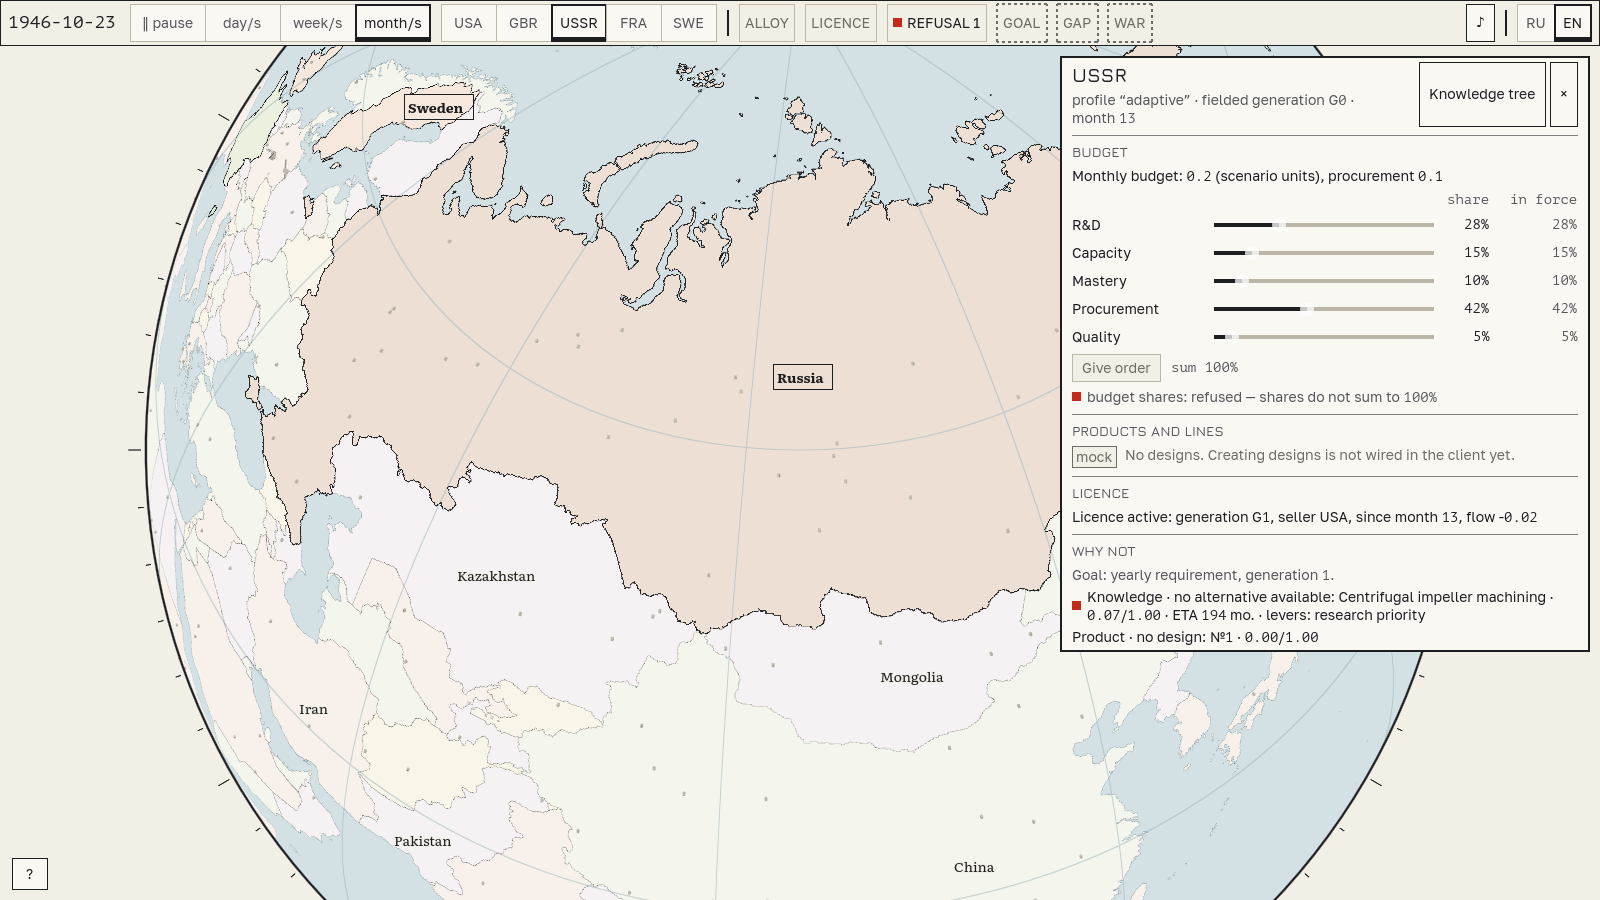 1946-10-23
‖ pause
day/s
week/s
month/s
USA
GBR
USSR
FRA
SWE
ALLOY
LICENCE
REFUSAL 1
GOAL
GAP
WAR
♪
RU
EN
USSR
profile “adaptive” · fielded generation G0 ·
month 13
Knowledge tree
×
BUDGET
Monthly budget: 0.2 (scenario units), procurement 0.1
share in force
R&D 28% 28%
Capacity 15% 15%
Mastery 10% 10%
Procurement 42% 42%
Quality 5% 5%
Give order sum 100%
budget shares: refused — shares do not sum to 100%
PRODUCTS AND LINES
mock No designs. Creating designs is not wired in the client yet.
LICENCE
Licence active: generation G1, seller USA, since month 13, flow -0.02
WHY NOT
Goal: yearly requirement, generation 1.
Knowledge · no alternative available: Centrifugal impeller machining ·
0.07/1.00 · ETA 194 mo. · levers: research priority
Product · no design: №1 · 0.00/1.00
Sweden
Russia
Kazakhstan
Mongolia
Iran
Pakistan
China
?